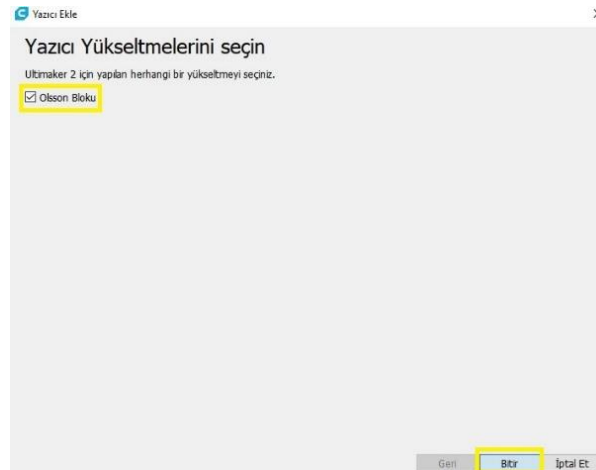 Yazıcı Ekle
Yazıcı Yükseltmelerini seçin
Ultimaker 2 için yapılan herhangi bir yükseltmeyi seçiniz.
Olsson Bloku
Geri Bitir İptal Et